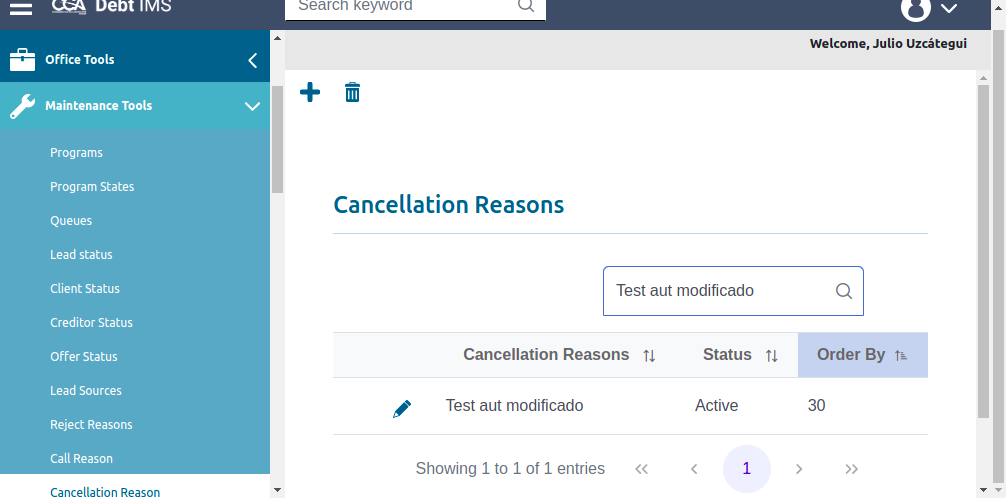 CCA Debt IMS
Search keyword
Welcome, Julio Uzcátegui
Office Tools
Maintenance Tools
Programs
Program States
Queues
Lead status
Client Status
Creditor Status
Offer Status
Lead Sources
Reject Reasons
Call Reason
Cancellation Reason
Cancellation Reasons
Test aut modificado
Cancellation Reasons Status Order By
Test aut modificado Active 30
Showing 1 to 1 of 1 entries << < 1 > >>